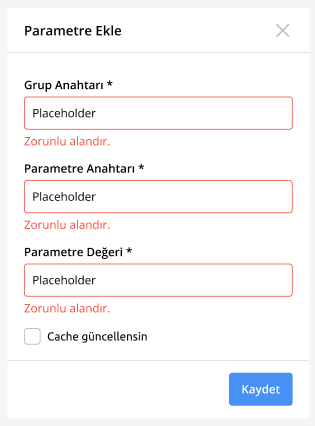 Parametre Ekle
Grup Anahtarı *
Placeholder
Zorunlu alandır.
Parametre Anahtarı *
Placeholder
Zorunlu alandır.
Parametre Değeri *
Placeholder
Zorunlu alandır.
Cache güncellensin
Kaydet